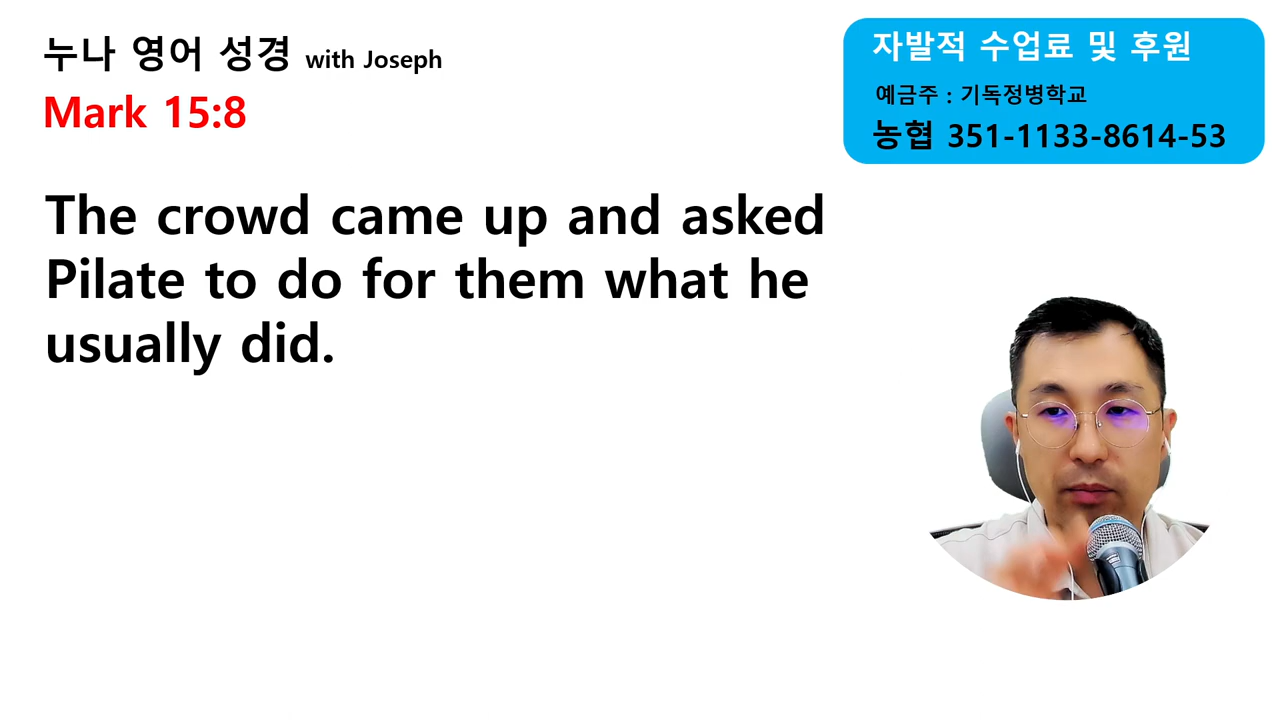 누나 영어 성경 with Joseph
Mark 15:8
자발적 수업료 및 후원
예금주 : 기독정병학교
농협 351-1133-8614-53
The crowd came up and asked
Pilate to do for them what he
usually did.